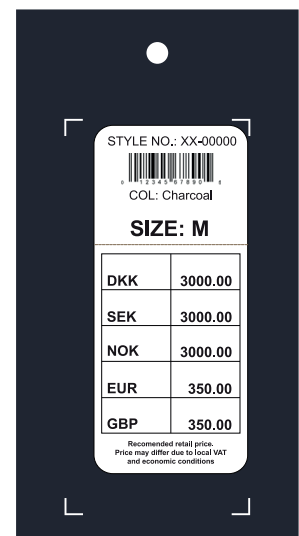 STYLE NO.: XX-00000
0 12345 67890 5
COL: Charcoal
SIZE: M
DKK 3000.00
SEK 3000.00
NOK 3000.00
EUR 350.00
GBP 350.00
Recomended retail price.
Price may differ due to local VAT
and economic conditions